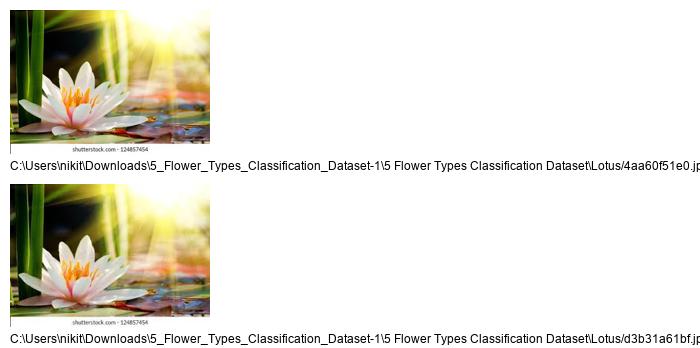 shutterstock.com · 124857454
C:\Users\nikit\Downloads\5_Flower_Types_Classification_Dataset-1\5 Flower Types Classification Dataset\Lotus/4aa60f51e0.jp
shutterstock.com · 124857454
C:\Users\nikit\Downloads\5_Flower_Types_Classification_Dataset-1\5 Flower Types Classification Dataset\Lotus/d3b31a61bf.jp